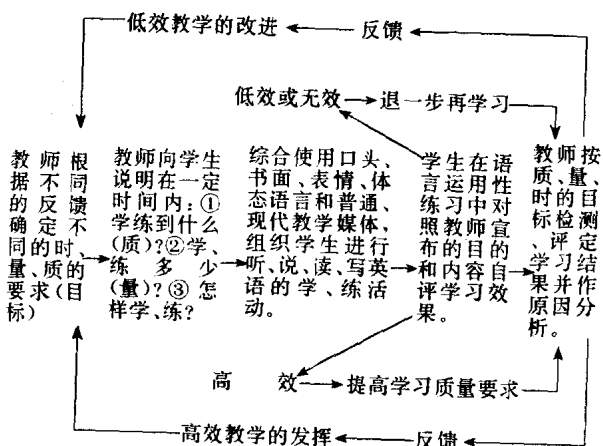 低效教学的改进
反馈
低效或无效
退一步再学习
教师根
据不同
的反馈
确定不
同的时、
量、质的
要求(目
标)
教师向学生
说明在一定
时间内:①
学练到什么
(质)?②学、
练多少
(量)?③怎
样学、练?
综合使用口头、
书面、表情、体
态语言和普通、
现代教学媒体,
组织学生进行
听、说、读、写英
语的学、练活
动。
学生在语
言运用性
练习中对
照教师宣
布的目的
和内容自
评学习效
果。
教师按
质、量、
时的目
标检测
、评定
学习结
果并作
原因分
析。
高效
提高学习质量要求
高效教学的发挥
反馈